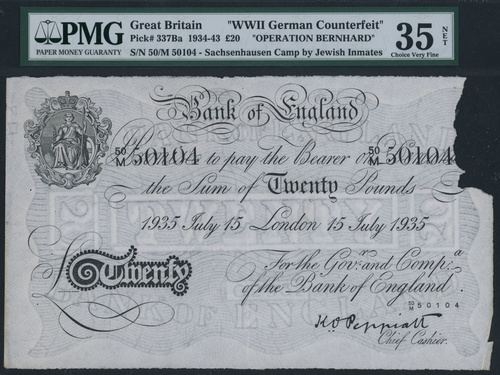 PMG
PAPER MONEY GUARANTY
Great Britain "WWII German Counterfeit"
Pick# 337Ba 1934-43 £20 "OPERATION BERNHARD"
S/N 50/M 50104 - Sachsenhausen Camp by Jewish Inmates
35 NET
Choice Very Fine
Bank of England
50/M 50104 to pay the Bearer on 50/M 50104
the Sum of Twenty Pounds
1935 July 15 London 15 July 1935
For the Govr. and Compa.
of the Bank of England
£Twenty
50/M 50104
K.O. Peppiatt
Chief Cashier.